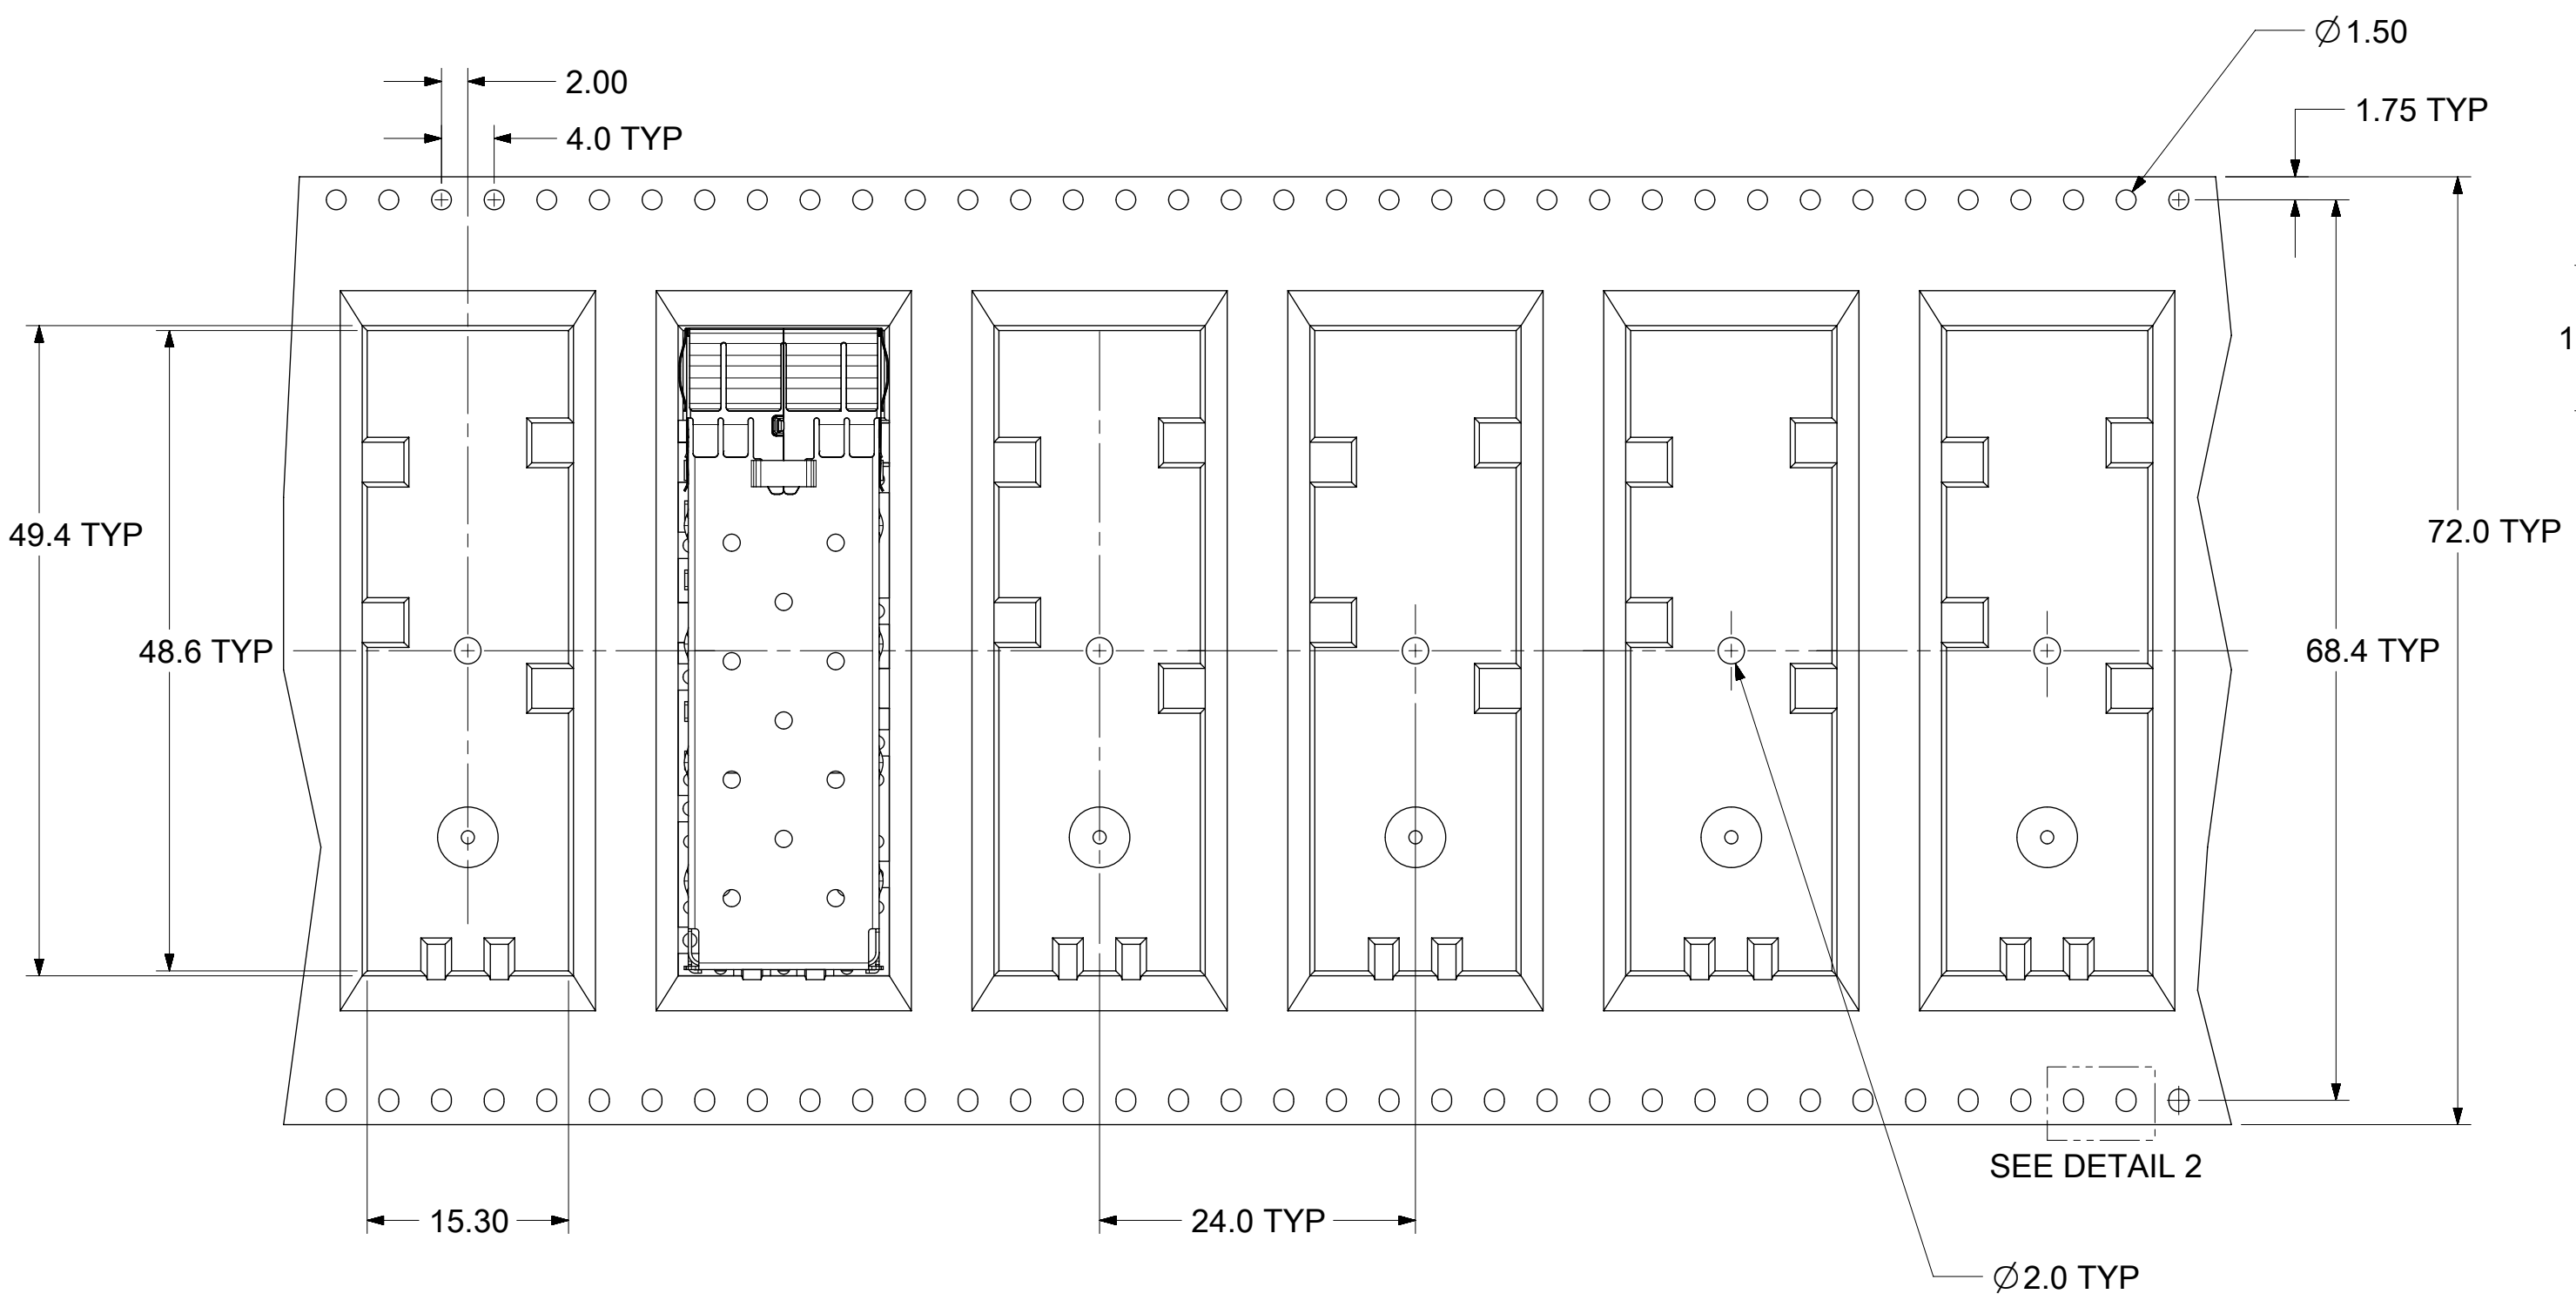 ⌀1.50
2.00
1.75 TYP
4.0 TYP
1
49.4 TYP
72.0 TYP
48.6 TYP
68.4 TYP
SEE DETAIL 2
15.30
24.0 TYP
⌀2.0 TYP